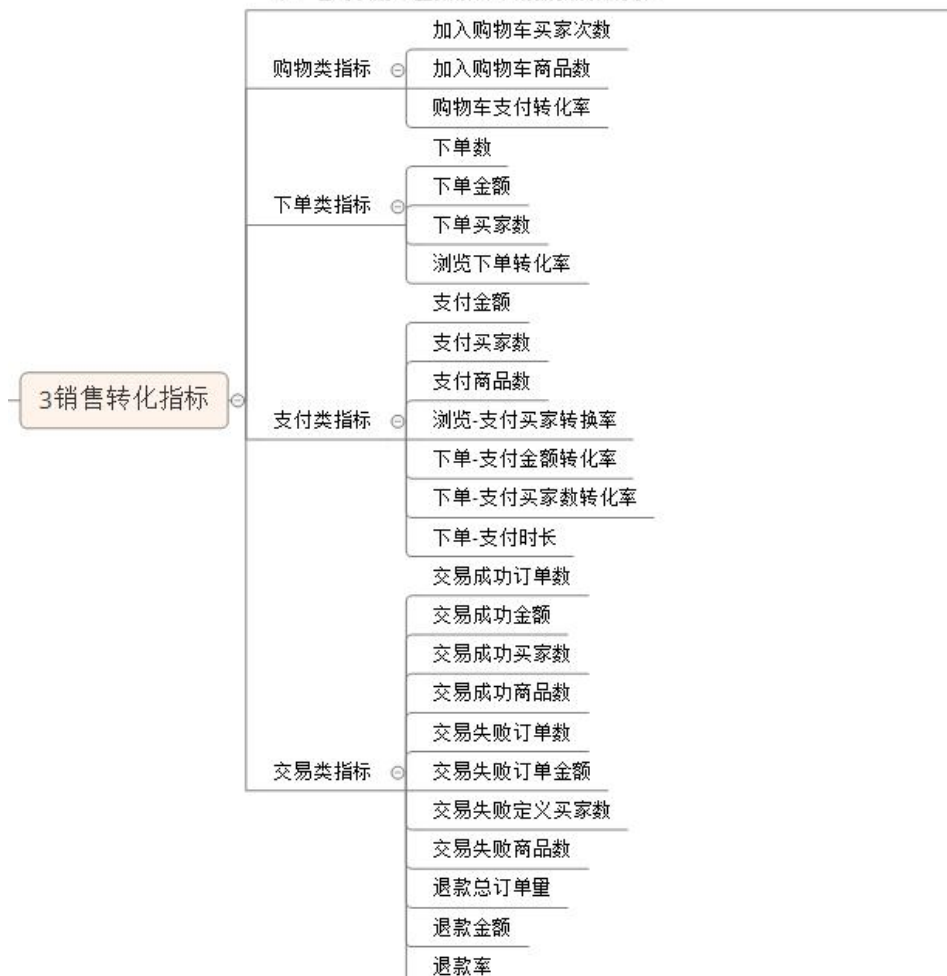 加入购物车买家次数
购物类指标
加入购物车商品数
购物车支付转化率
下单数
下单金额
下单类指标
下单买家数
浏览下单转化率
支付金额
支付买家数
支付商品数
3销售转化指标
支付类指标
浏览-支付买家转换率
下单-支付金额转化率
下单-支付买家数转化率
下单-支付时长
交易成功订单数
交易成功金额
交易成功买家数
交易成功商品数
交易失败订单数
交易类指标
交易失败订单金额
交易失败定义买家数
交易失败商品数
退款总订单量
退款金额
退款率